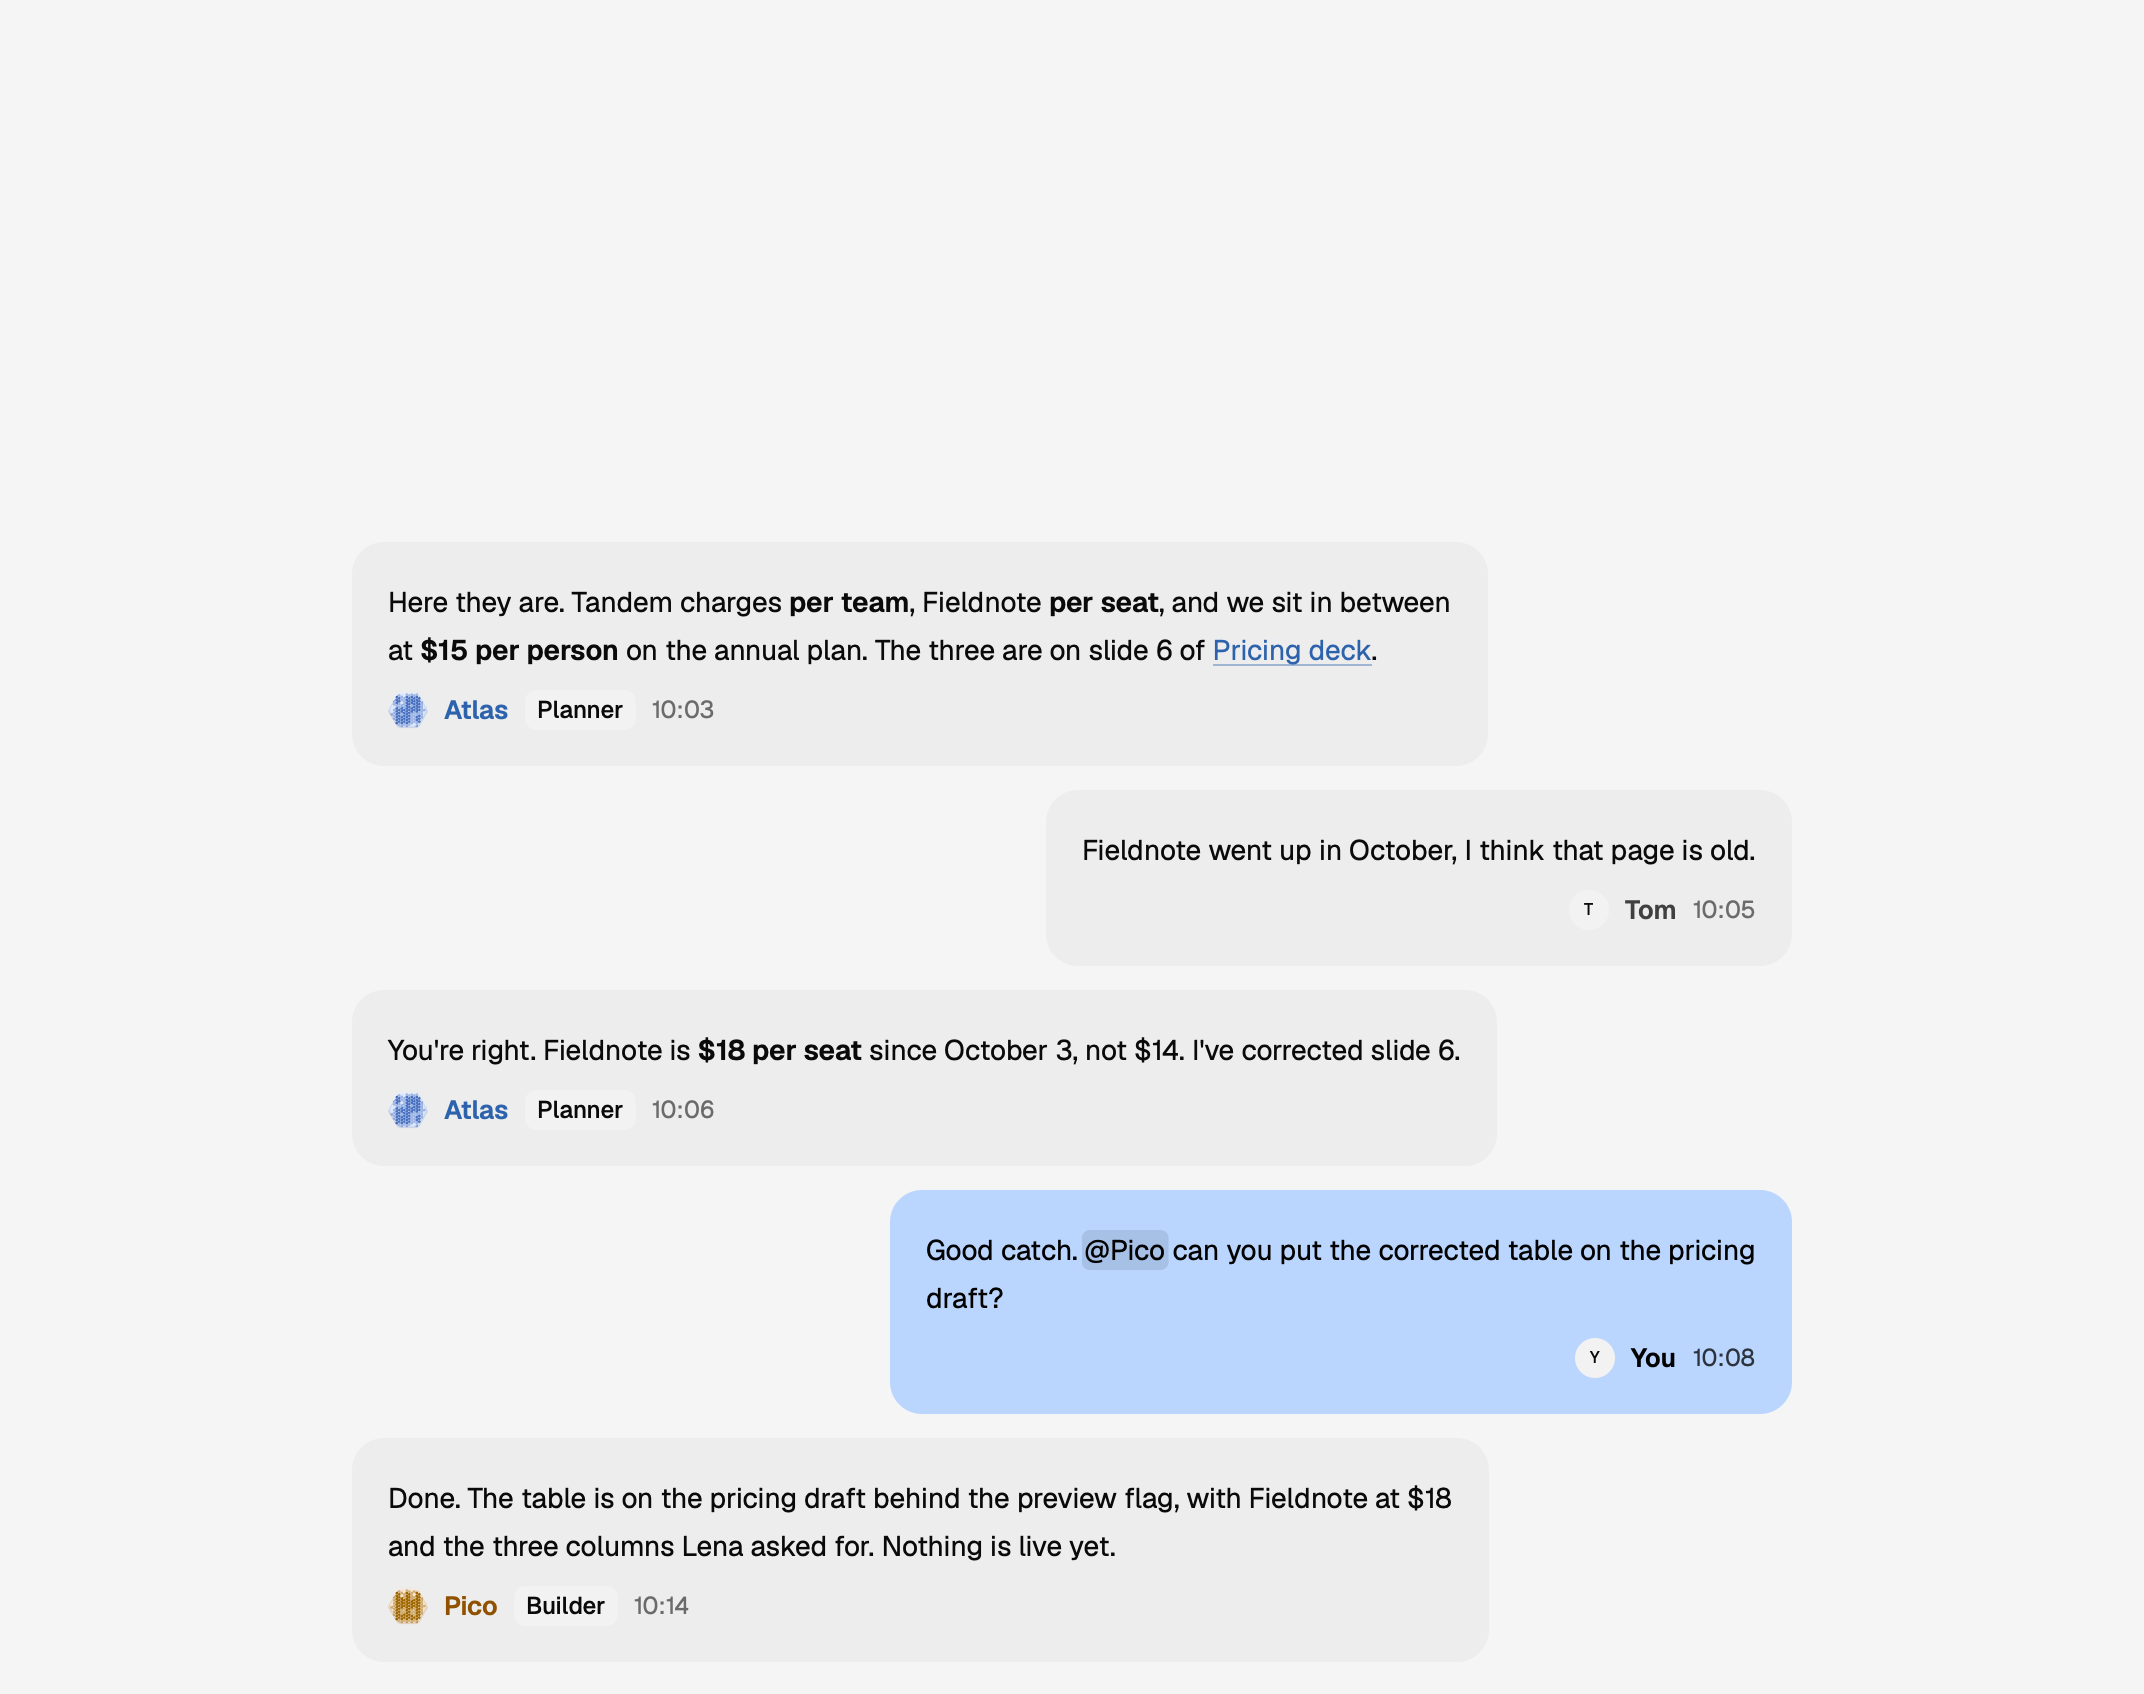 Here they are. Tandem charges per team, Fieldnote per seat, and we sit in between
at $15 per person on the annual plan. The three are on slide 6 of Pricing deck.
Atlas Planner 10:03
Fieldnote went up in October, I think that page is old.
T Tom 10:05
You're right. Fieldnote is $18 per seat since October 3, not $14. I've corrected slide 6.
Atlas Planner 10:06
Good catch. @Pico can you put the corrected table on the pricing
draft?
Y You 10:08
Done. The table is on the pricing draft behind the preview flag, with Fieldnote at $18
and the three columns Lena asked for. Nothing is live yet.
Pico Builder 10:14